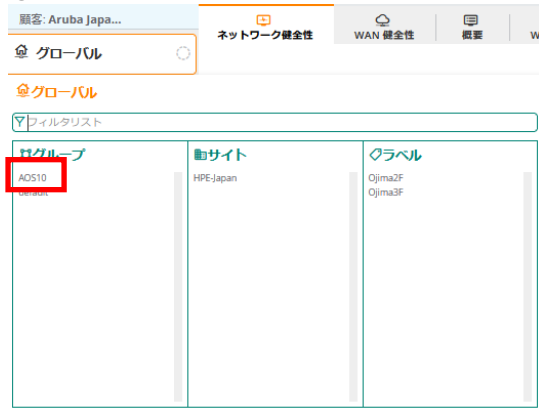 顧客: Aruba Japa...
グローバル
ネットワーク健全性
WAN 健全性
概要
W
グローバル
フィルタリスト
グループ
サイト
ラベル
AOS10
default
HPE-Japan
Ojima2F
Ojima3F